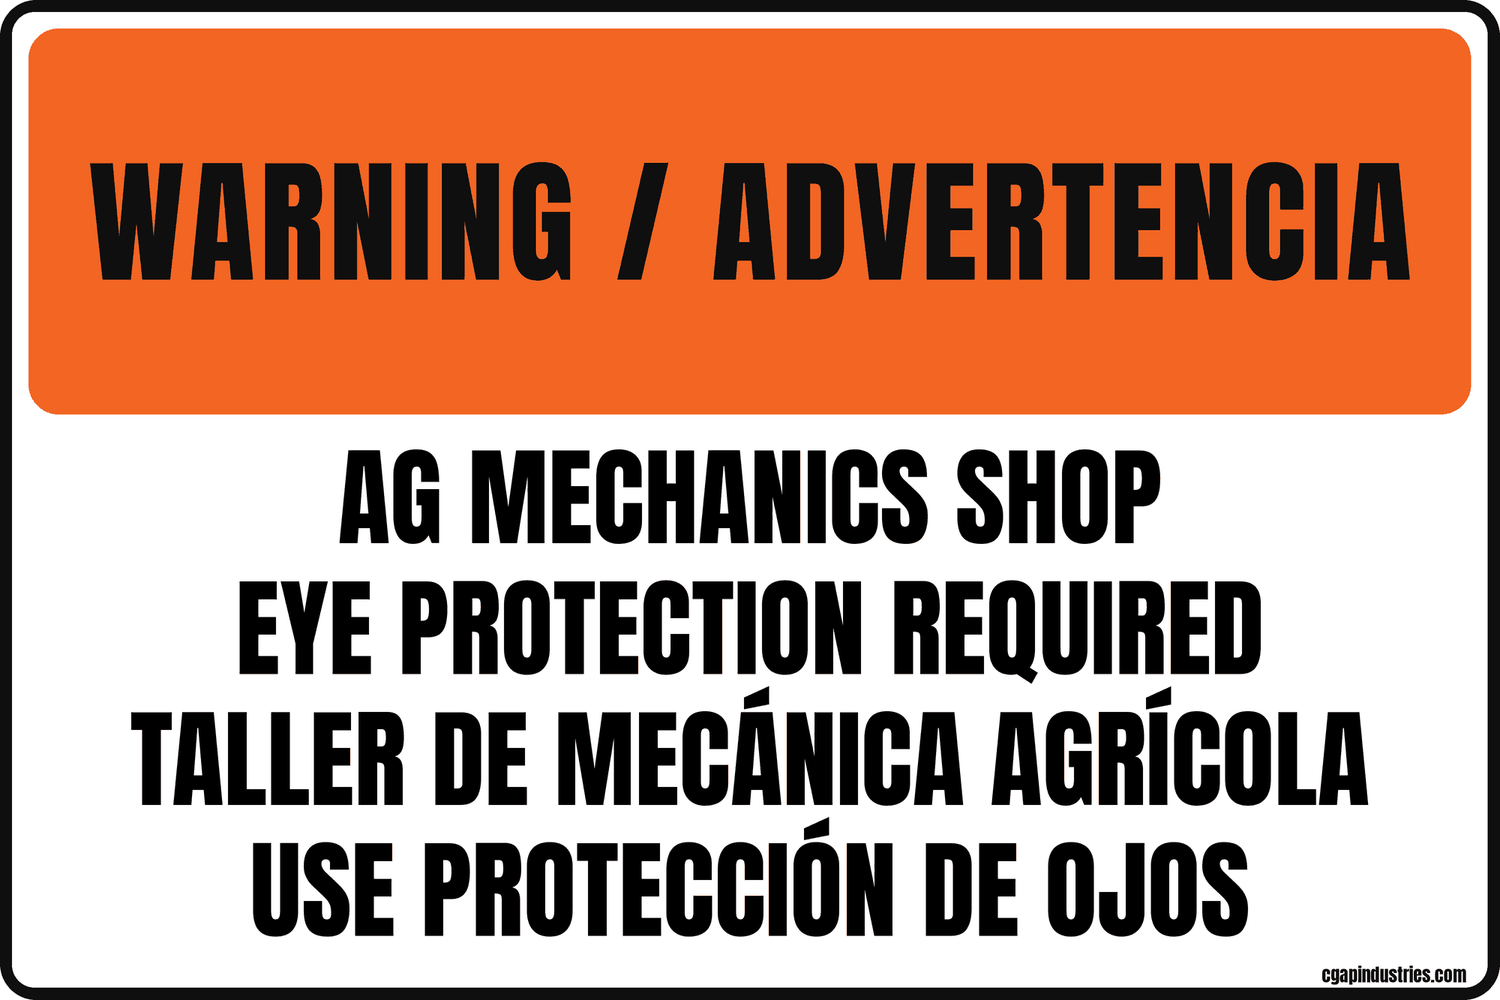 WARNING / ADVERTENCIA
AG MECHANICS SHOP
EYE PROTECTION REQUIRED
TALLER DE MECÁNICA AGRÍCOLA
USE PROTECCIÓN DE OJOS
cgapindustries.com